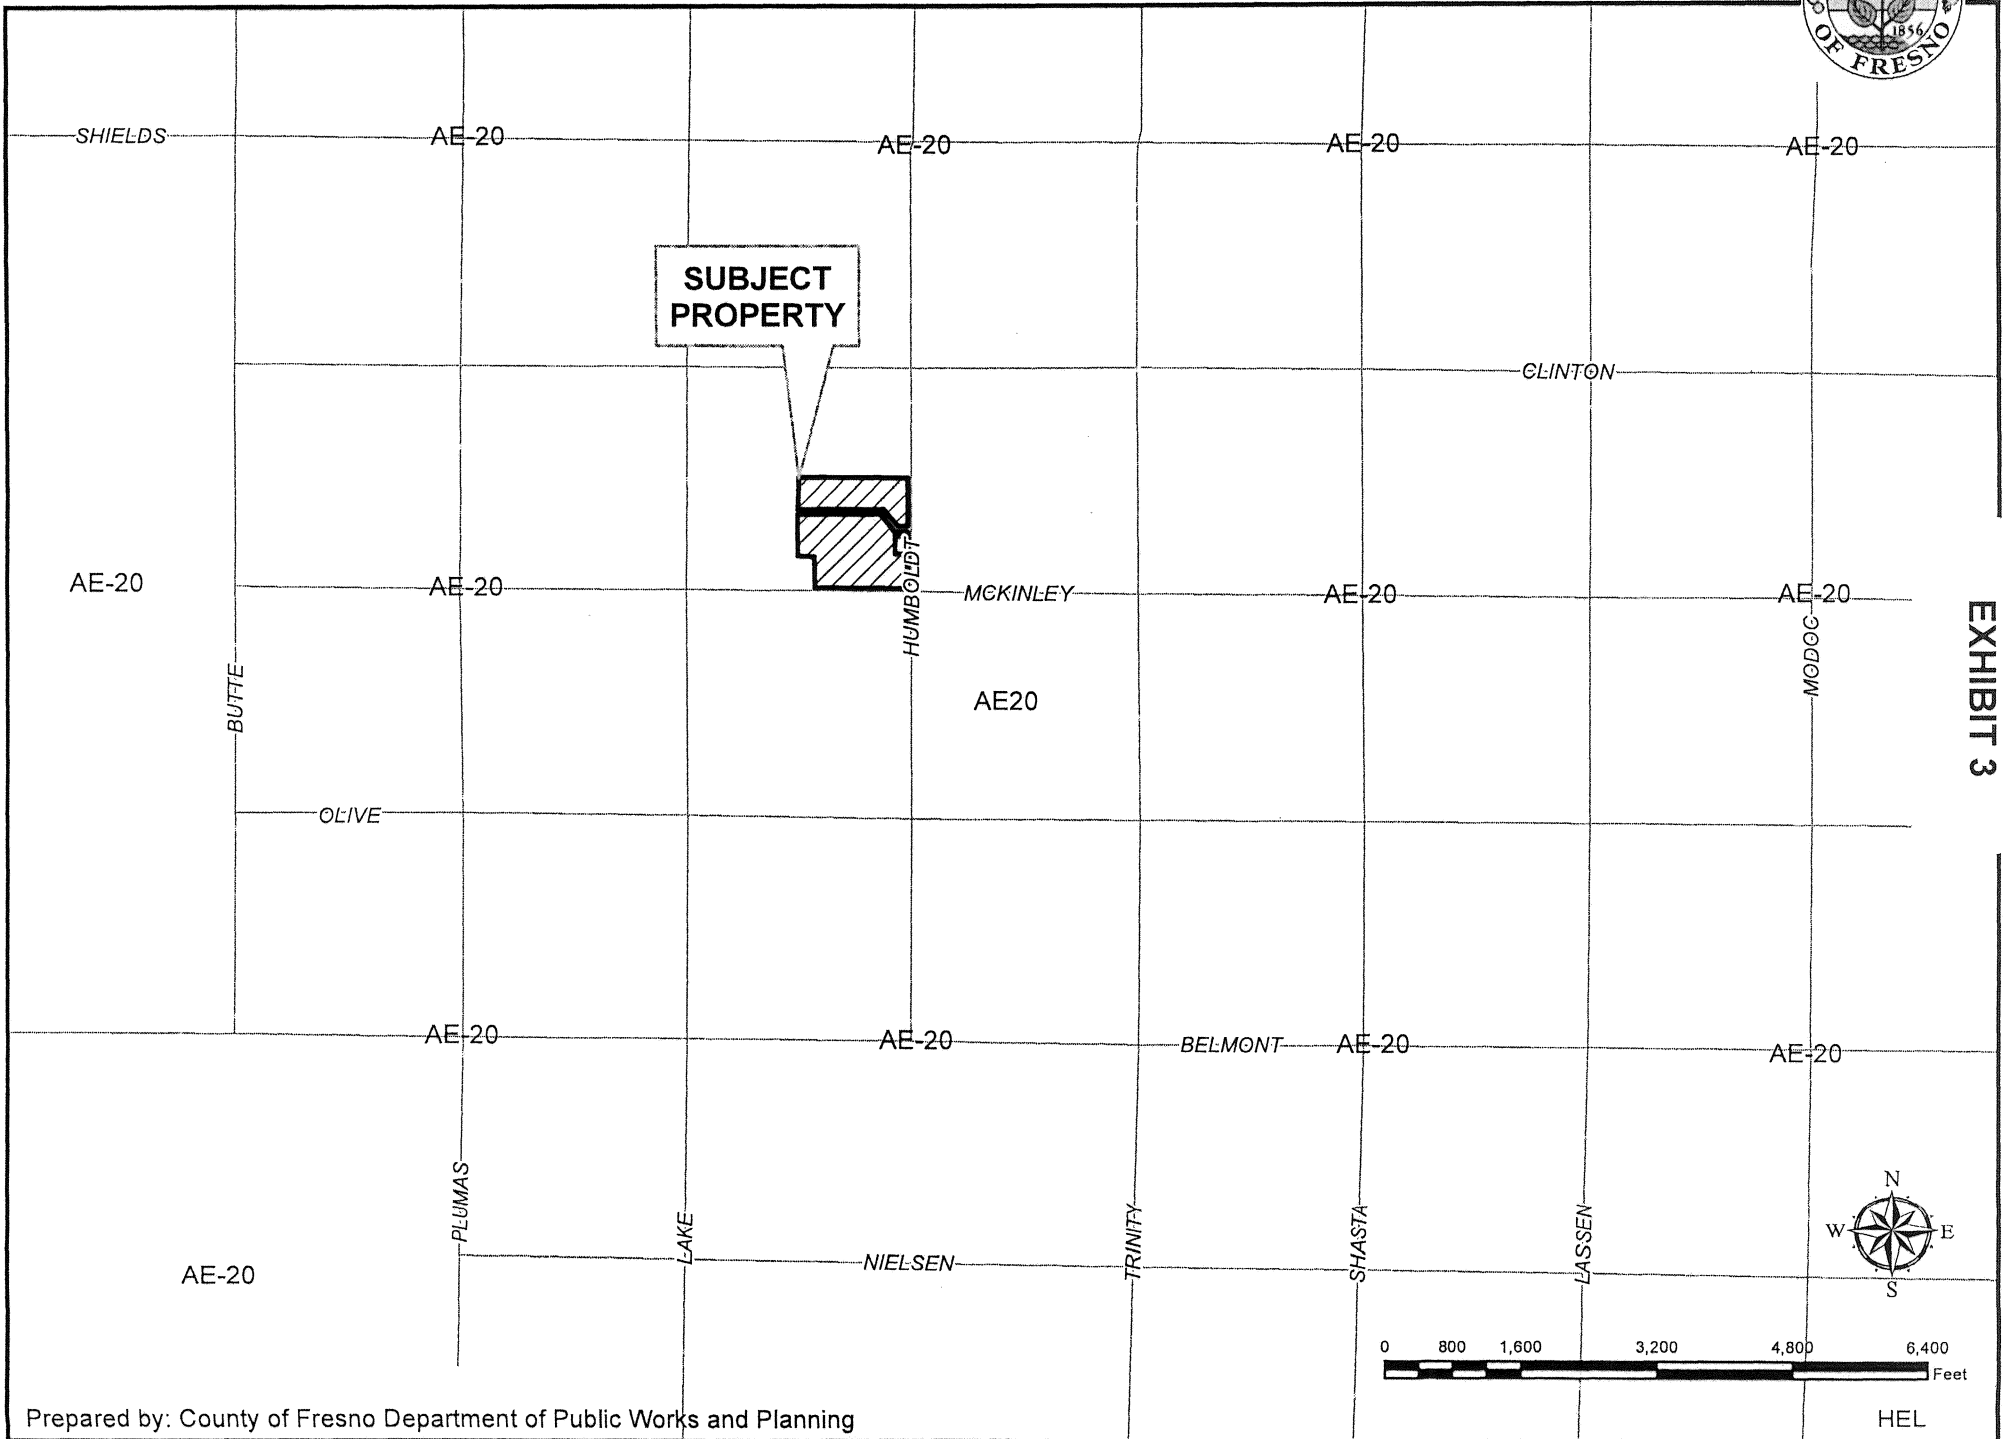 OF FRESNO
1856
SHIELDS
AE-20
AE-20
AE-20
AE-20
SUBJECT
PROPERTY
CLINTON
AE-20
AE-20
HUMBOLDT
MCKINLEY
AE-20
AE-20
MODOC
EXHIBIT 3
BUTTE
AE20
OLIVE
AE-20
AE-20
BELMONT
AE-20
AE-20
PLUMAS
LAKE
NIELSEN
TRINITY
SHASTA
LASSEN
AE-20
N
W
E
S
0 800 1,600 3,200 4,800 6,400
Feet
Prepared by: County of Fresno Department of Public Works and Planning
HEL